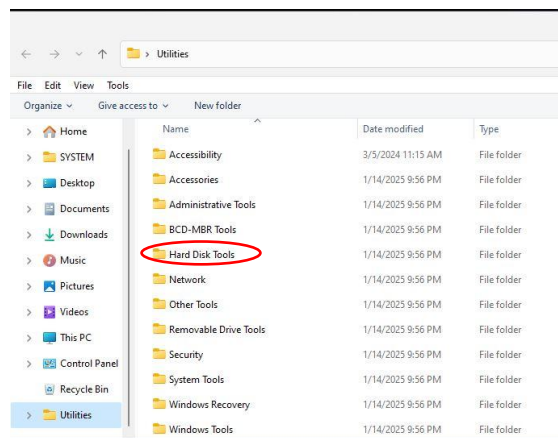 Utilities
File Edit View Tools
Organize Give access to New folder
Name Date modified Type
Home
SYSTEM
Desktop
Documents
Downloads
Music
Pictures
Videos
This PC
Control Panel
Recycle Bin
Utilities
Accessibility 3/5/2024 11:15 AM File folder
Accessories 1/14/2025 9:56 PM File folder
Administrative Tools 1/14/2025 9:56 PM File folder
BCD-MBR Tools 1/14/2025 9:56 PM File folder
Hard Disk Tools 1/14/2025 9:56 PM File folder
Network 1/14/2025 9:56 PM File folder
Other Tools 1/14/2025 9:56 PM File folder
Removable Drive Tools 1/14/2025 9:56 PM File folder
Security 1/14/2025 9:56 PM File folder
System Tools 1/14/2025 9:56 PM File folder
Windows Recovery 1/14/2025 9:56 PM File folder
Windows Tools 1/14/2025 9:56 PM File folder